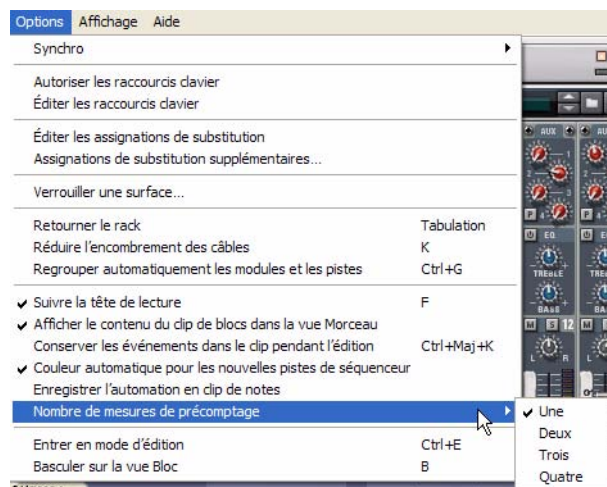 Options Affichage Aide
Synchro
Autoriser les raccourcis clavier
Éditer les raccourcis clavier
Éditer les assignations de substitution
Assignations de substitution supplémentaires...
Verrouiller une surface...
Retourner le rack Tabulation
Réduire l'encombrement des câbles K
Regrouper automatiquement les modules et les pistes Ctrl+G
Suivre la tête de lecture F
Afficher le contenu du clip de blocs dans la vue Morceau
Conserver les événements dans le clip pendant l'édition Ctrl+Maj+K
Couleur automatique pour les nouvelles pistes de séquenceur
Enregistrer l'automation en clip de notes
Nombre de mesures de précomptage
Entrer en mode d'édition Ctrl+E
Basculer sur la vue Bloc B
Une
Deux
Trois
Quatre
AUX
1
2
3
P 4
EQ
TREBLE
BASS
M S 12 M
L R L